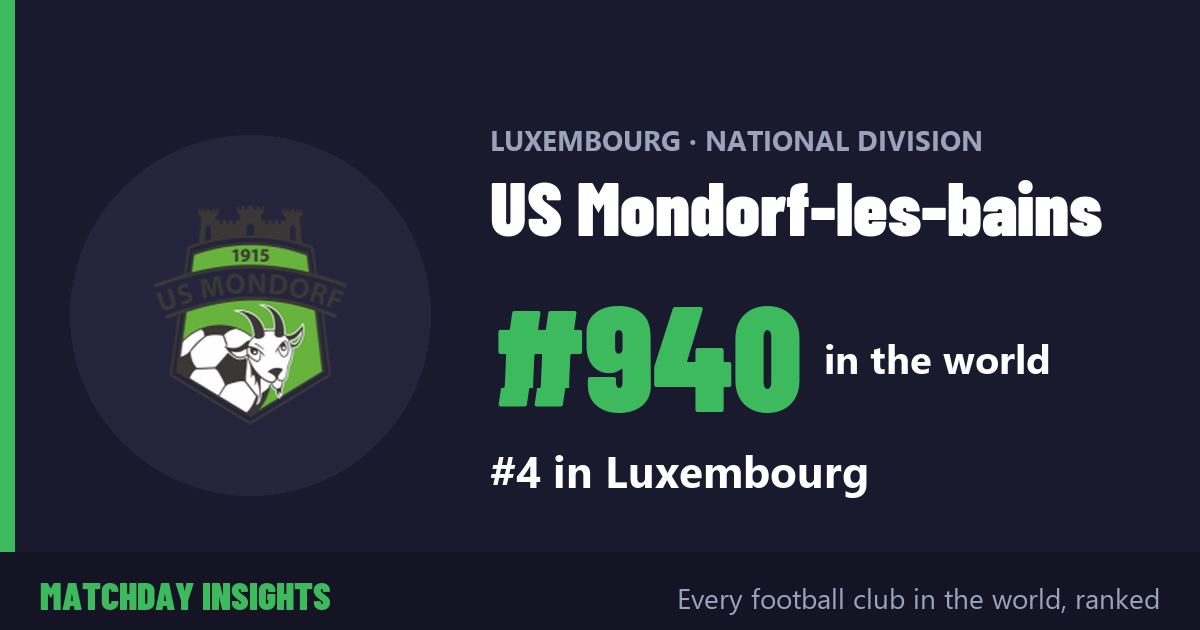 LUXEMBOURG · NATIONAL DIVISION
US Mondorf-les-bains
1915
US MONDORF
#940 in the world
#4 in Luxembourg
MATCHDAY INSIGHTS
Every football club in the world, ranked